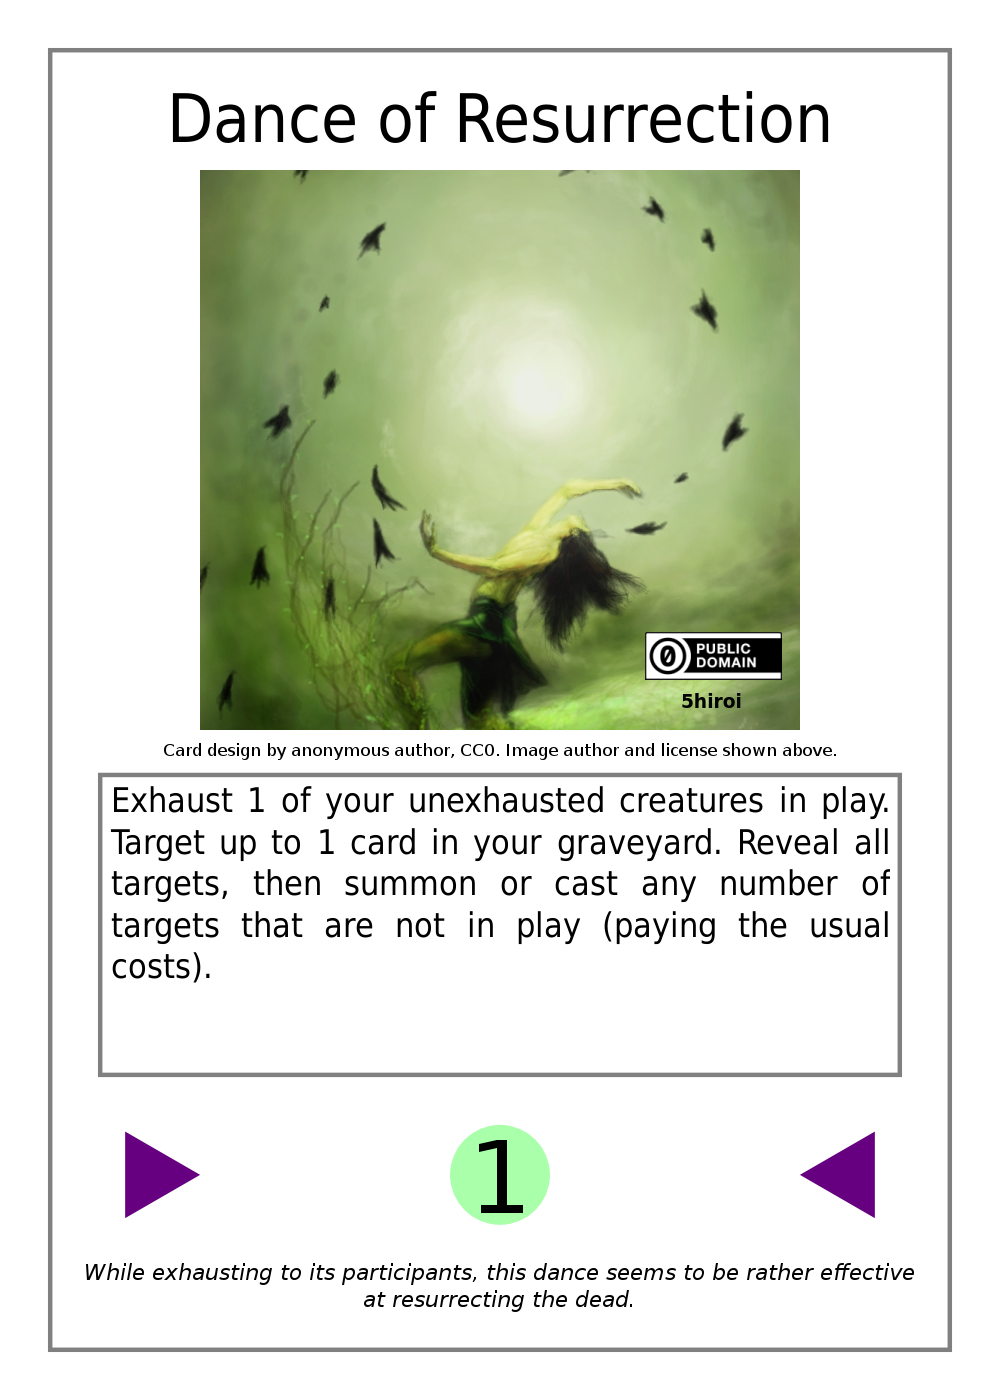 Dance of Resurrection
0 PUBLIC
DOMAIN
5hiroi
Card design by anonymous author, CC0. Image author and license shown above.
Exhaust 1 of your unexhausted creatures in play.
Target up to 1 card in your graveyard. Reveal all
targets, then summon or cast any number of
targets that are not in play (paying the usual
costs).
1
While exhausting to its participants, this dance seems to be rather effective
at resurrecting the dead.